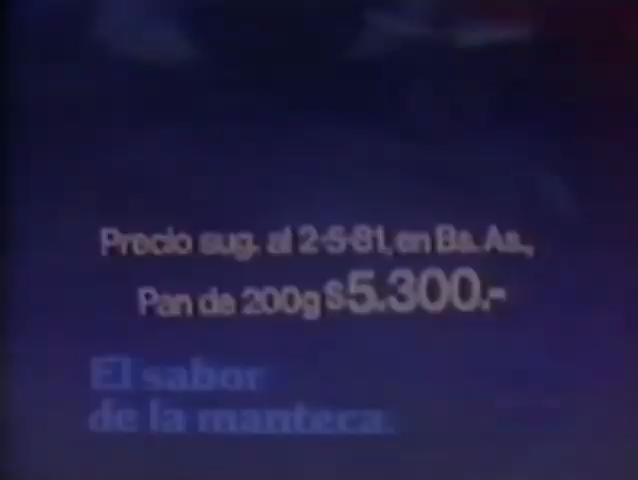 Precio sug. al 2-5-81, en Bs. As.,
Pan de 200g $5.300.-
El sabor
de la manteca.